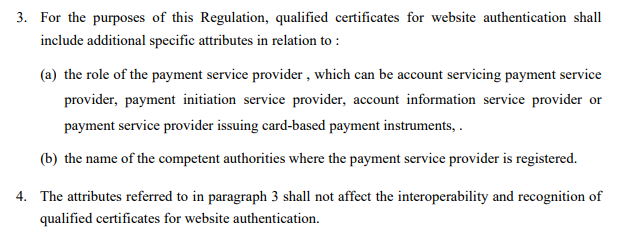 3. For the purposes of this Regulation, qualified certificates for website authentication shall
include additional specific attributes in relation to :
(a) the role of the payment service provider , which can be account servicing payment service
provider, payment initiation service provider, account information service provider or
payment service provider issuing card-based payment instruments, .
(b) the name of the competent authorities where the payment service provider is registered.
4. The attributes referred to in paragraph 3 shall not affect the interoperability and recognition of
qualified certificates for website authentication.